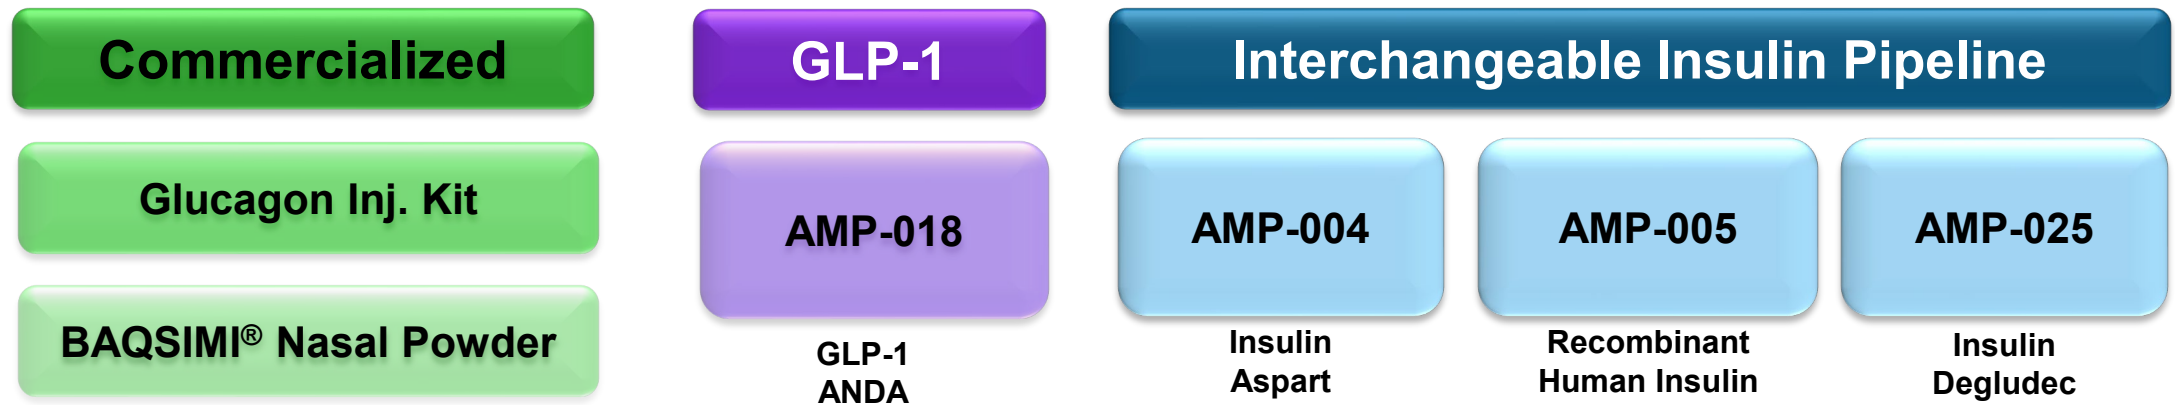 Commercialized
Glucagon Inj. Kit
BAQSIMI® Nasal Powder
GLP-1
AMP-018
GLP-1
ANDA
Interchangeable Insulin Pipeline
AMP-004
Insulin
Aspart
AMP-005
Recombinant
Human Insulin
AMP-025
Insulin
Degludec